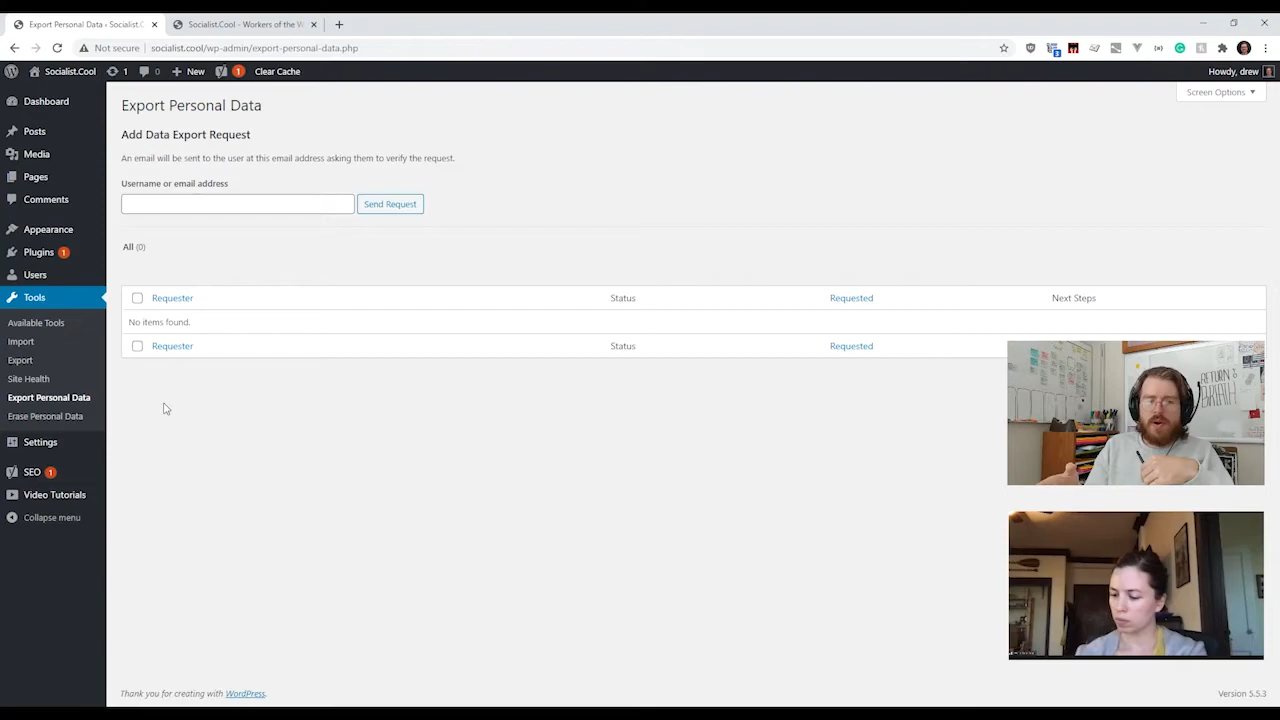 Export Personal Data ‹ Socialist.C
Socialist.Cool - Workers of the W
Not secure socialist.cool/wp-admin/export-personal-data.php
Socialist.Cool 1 0 New 1 Clear Cache Howdy, drew
Dashboard
Posts
Media
Pages
Comments
Appearance
Plugins 1
Users
Tools
Available Tools
Import
Export
Site Health
Export Personal Data
Erase Personal Data
Settings
SEO 1
Video Tutorials
Collapse menu
Screen Options
Export Personal Data
Add Data Export Request
An email will be sent to the user at this email address asking them to verify the request.
Username or email address
Send Request
All (0)
Requester Status Requested Next Steps
No items found.
Requester Status Requested
RETURN
BREATH
Thank you for creating with WordPress.
Version 5.5.3